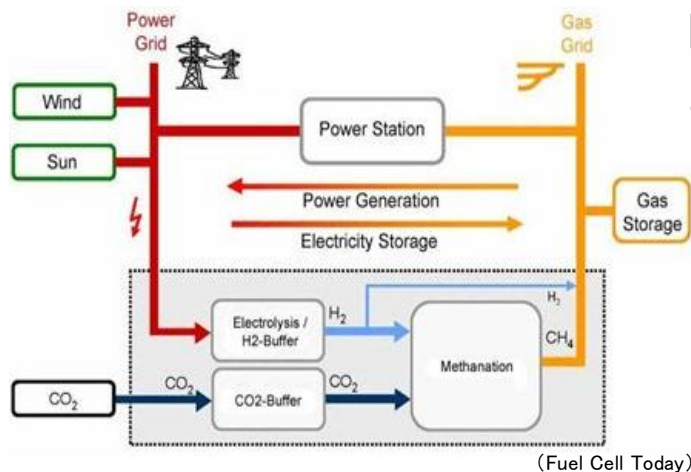 Power
Grid
Gas
Grid
Wind
Power Station
Sun
Power Generation
Gas
Storage
Electricity Storage
H₂
Electrolysis /
H2-Buffer
H₂
CH₄
Methanation
CO₂
CO₂
CO2-Buffer
CO₂
(Fuel Cell Today)